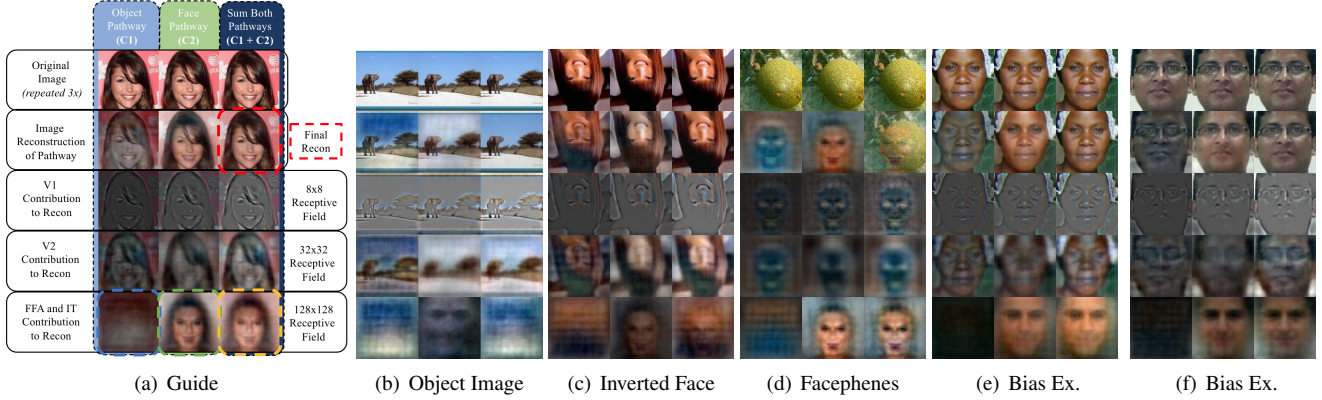 Object
Pathway
(C1)
Face
Pathway
(C2)
Sum Both
Pathways
(C1 + C2)
Original
Image
(repeated 3x)
Image
Reconstruction
of Pathway
Final
Recon
V1
Contribution
to Recon
8x8
Receptive
Field
V2
Contribution
to Recon
32x32
Receptive
Field
FFA and IT
Contribution
to Recon
128x128
Receptive
Field
(a) Guide
(b) Object Image
(c) Inverted Face
(d) Facephenes
(e) Bias Ex.
(f) Bias Ex.